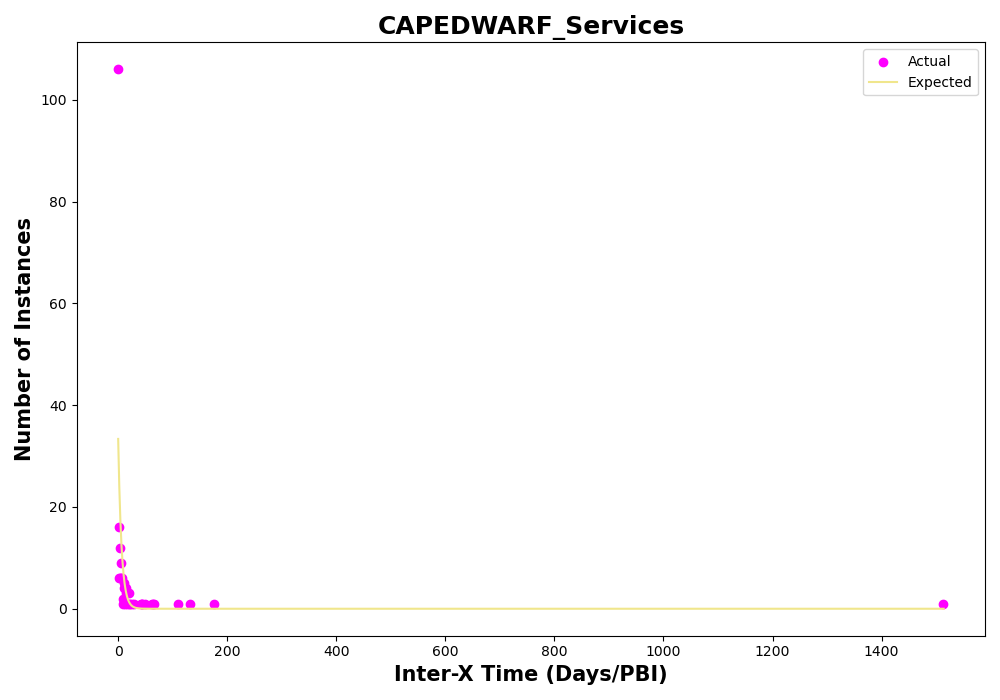 CAPEDWARF_Services
Actual
Expected
100
80
60
40
20
0
Number of Instances
0 200 400 600 800 1000 1200 1400
Inter-X Time (Days/PBI)